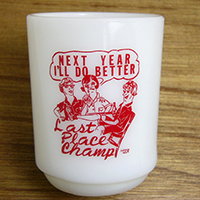 NEXT YEAR
I'LL DO BETTER
Last
Place
Champ!